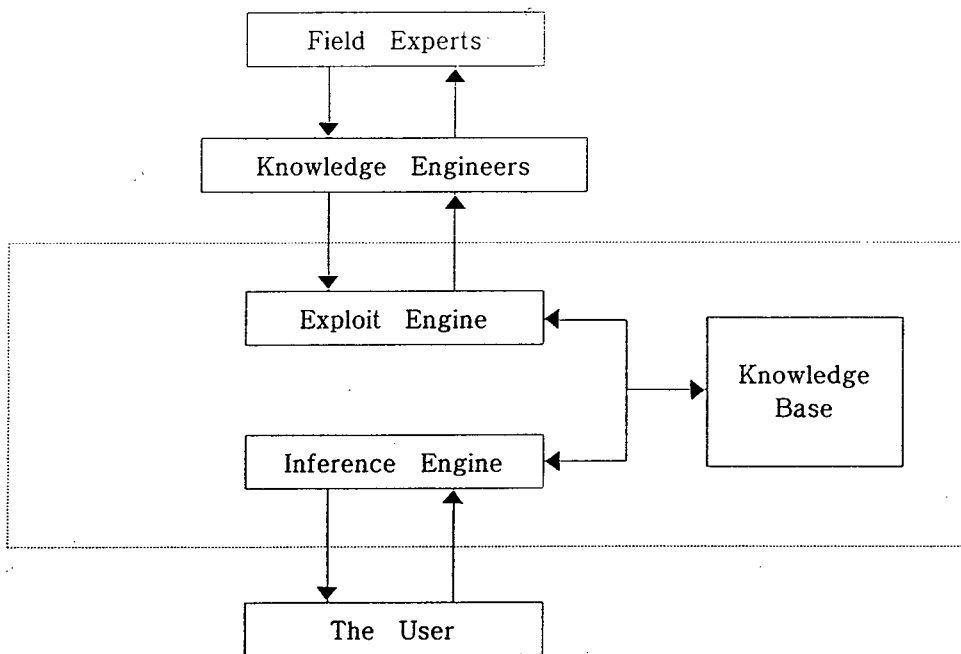 Field Experts
Knowledge Engineers
Exploit Engine
Knowledge
Base
Inference Engine
The User